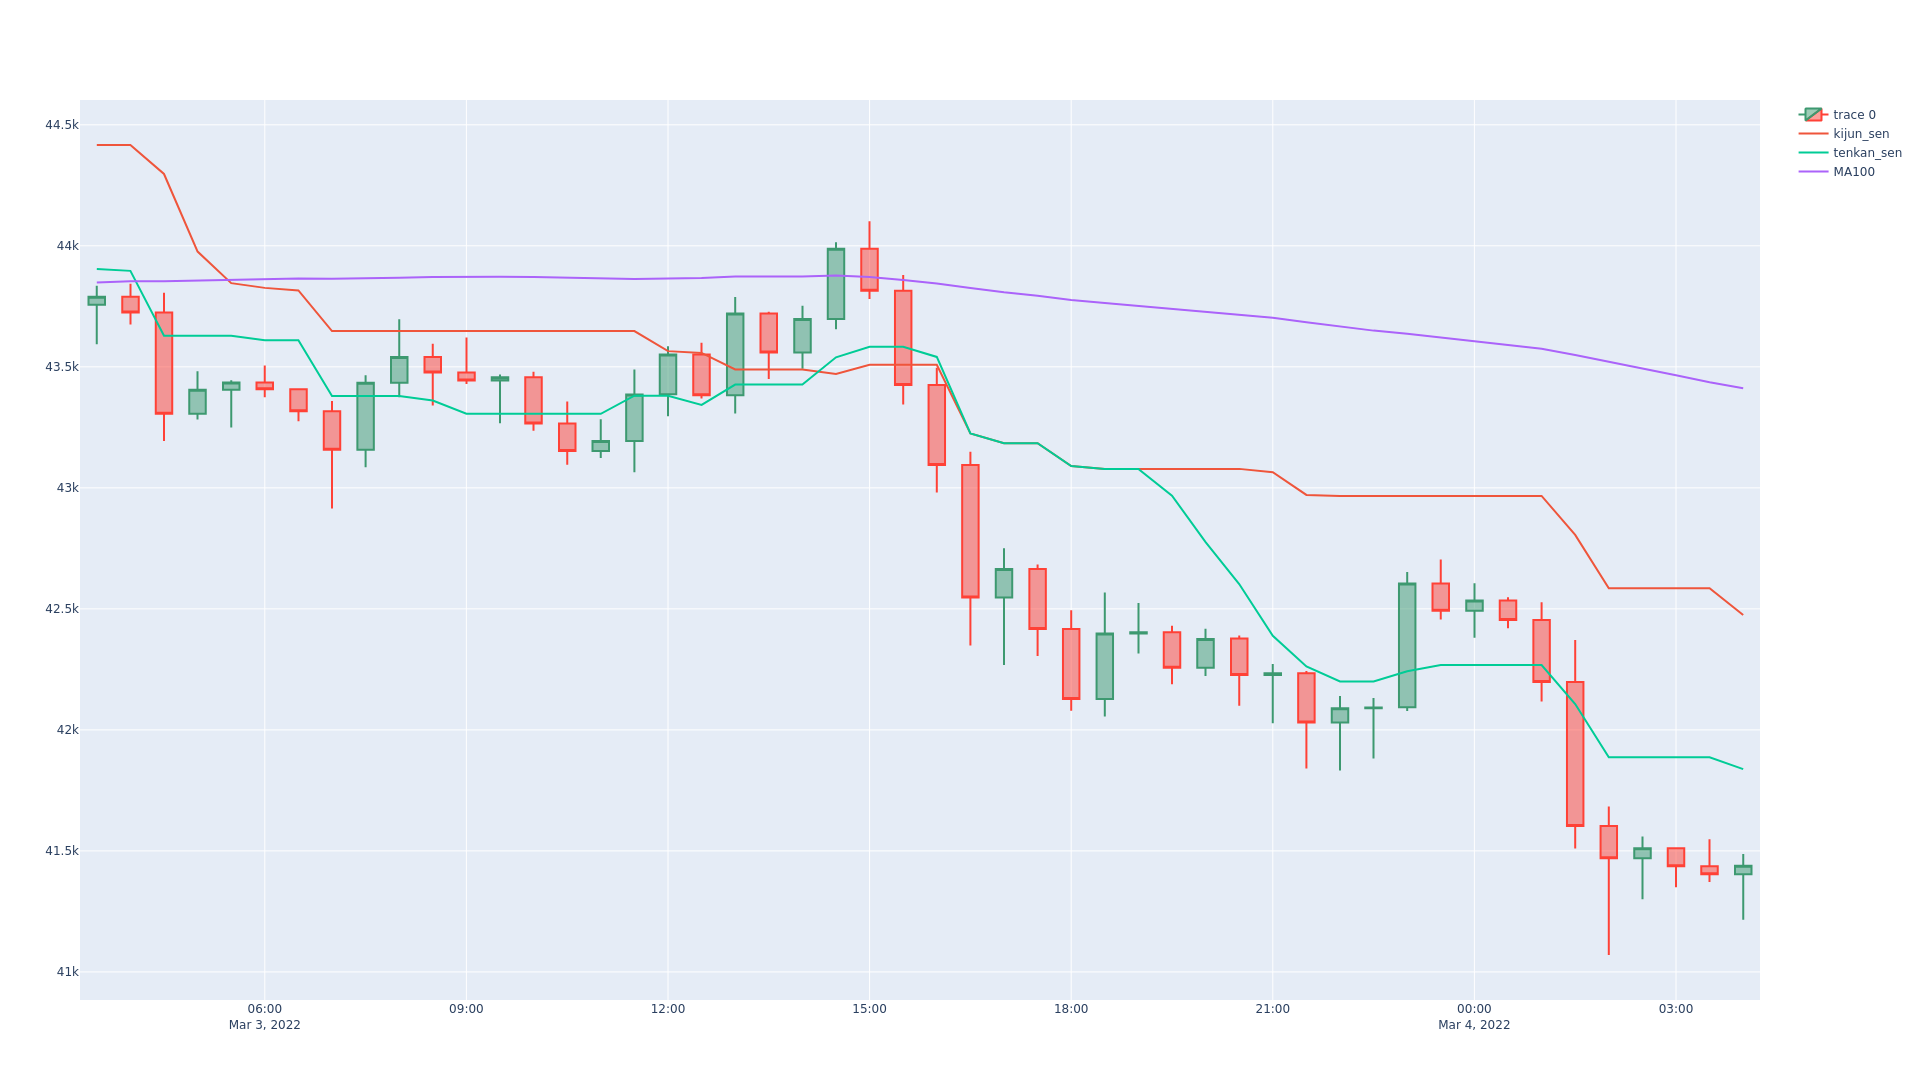 44.5k
44k
43.5k
43k
42.5k
42k
41.5k
41k
06:00
Mar 3, 2022
09:00
12:00
15:00
18:00
21:00
00:00
Mar 4, 2022
03:00
trace 0
kijun_sen
tenkan_sen
MA100